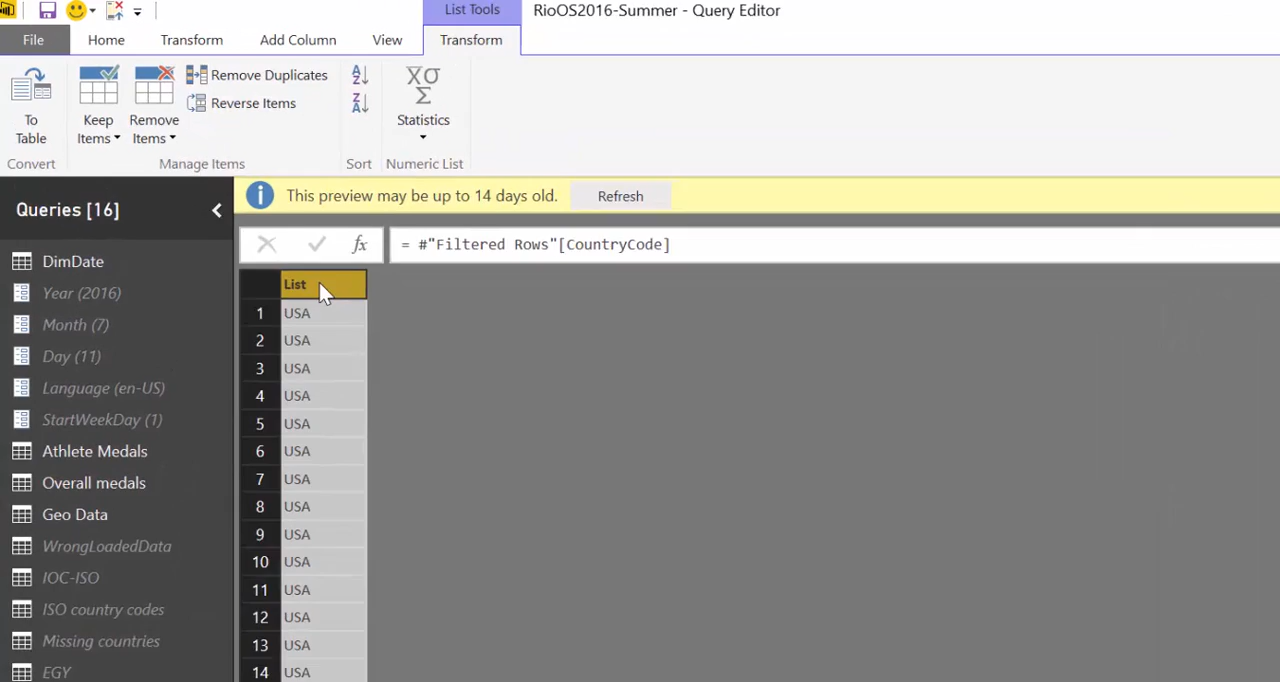 List Tools
RioOS2016-Summer - Query Editor
File
Home
Transform
Add Column
View
Transform
To Table
Keep Items
Remove Items
Remove Duplicates
Reverse Items
A Z
Z A
XσΣ
Statistics
Convert
Manage Items
Sort
Numeric List
Queries [16]
This preview may be up to 14 days old.
Refresh
fx
= #"Filtered Rows"[CountryCode]
DimDate
Year (2016)
Month (7)
Day (11)
Language (en-US)
StartWeekDay (1)
Athlete Medals
Overall medals
Geo Data
WrongLoadedData
IOC-ISO
ISO country codes
Missing countries
EGY
List
1 USA
2 USA
3 USA
4 USA
5 USA
6 USA
7 USA
8 USA
9 USA
10 USA
11 USA
12 USA
13 USA
14 USA